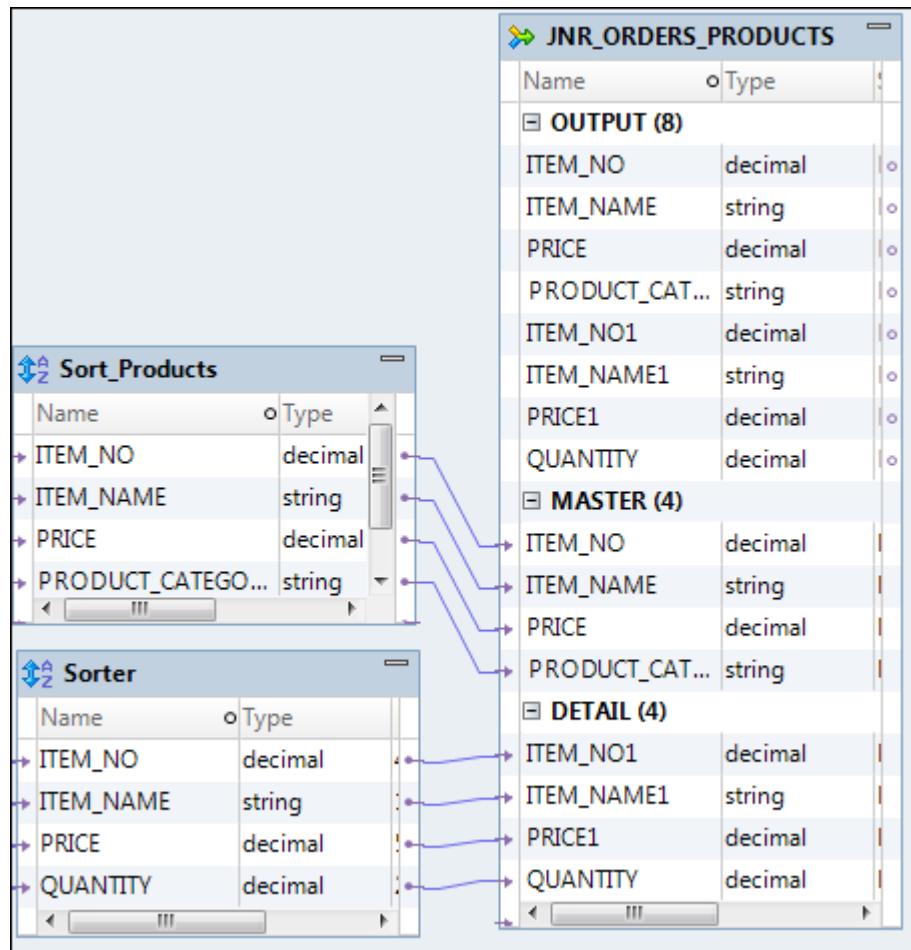 JNR_ORDERS_PRODUCTS
Name Type
OUTPUT (8)
ITEM_NO decimal
ITEM_NAME string
PRICE decimal
PRODUCT_CAT... string
ITEM_NO1 decimal
ITEM_NAME1 string
PRICE1 decimal
QUANTITY decimal
MASTER (4)
ITEM_NO decimal
ITEM_NAME string
PRICE decimal
PRODUCT_CAT... string
DETAIL (4)
ITEM_NO1 decimal
ITEM_NAME1 string
PRICE1 decimal
QUANTITY decimal
Sort_Products
Name Type
ITEM_NO decimal
ITEM_NAME string
PRICE decimal
PRODUCT_CATEGO... string
Sorter
Name Type
ITEM_NO decimal
ITEM_NAME string
PRICE decimal
QUANTITY decimal